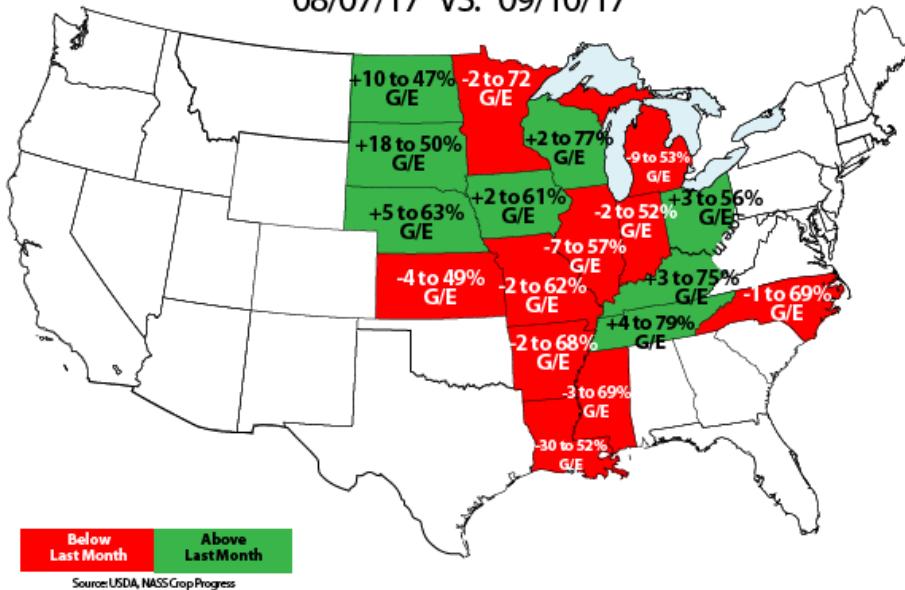 08/07/17 VS. 09/10/17
+10 to 47%
G/E
-2 to 72
G/E
+18 to 50%
G/E
+2 to 77%
G/E
-9 to 53%
G/E
+5 to 63%
G/E
+2 to 61%
G/E
-2 to 52%
G/E
+3 to 56%
G/E
-7 to 57%
G/E
-4 to 49%
G/E
-2 to 62%
G/E
+3 to 75%
G/E
-1 to 69%
G/E
+4 to 79%
G/E
-2 to 68%
G/E
-3 to 69%
G/E
-30 to 52%
G/E
Below
Last Month
Above
Last Month
Source: USDA, NASS Crop Progress